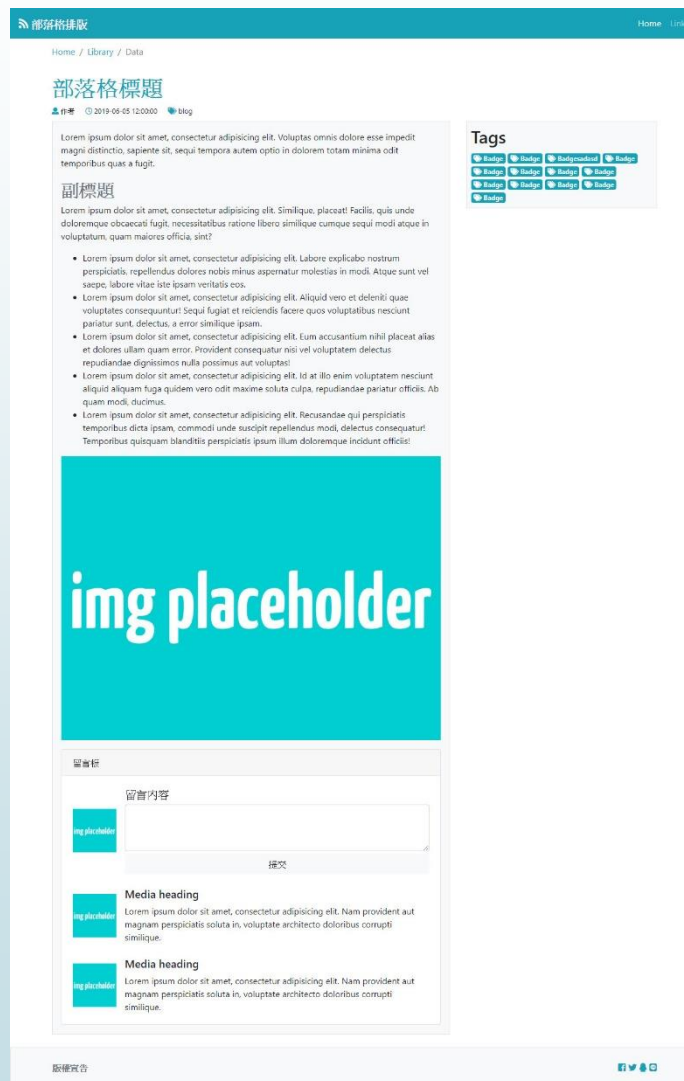 部落格排版
Home Link
Home / Library / Data
部落格標題
作者 2019-06-05 12:00:00 blog
Lorem ipsum dolor sit amet, consectetur adipisicing elit. Voluptas omnis dolore esse impedit
magni distinctio, sapiente sit, sequi tempora autem optio in dolorem totam minima odit
temporibus quas a fugit.
副標題
Lorem ipsum dolor sit amet, consectetur adipisicing elit. Similique, placeat! Facilis, quis unde
doloremque obcaecati fugit, necessitatibus ratione libero similique cumque sequi modi atque in
voluptatum, quam maiores officia, sint?
Lorem ipsum dolor sit amet, consectetur adipisicing elit. Labore explicabo nostrum
perspiciatis, repellendus dolores nobis minus aspernatur molestias in modi. Atque sunt vel
saepe, labore vitae iste ipsam veritatis eos.
Lorem ipsum dolor sit amet, consectetur adipisicing elit. Aliquid vero et deleniti quae
voluptates consequuntur! Sequi fugiat et reiciendis facere quos voluptatibus nesciunt
pariatur sunt, delectus, a error similique ipsam.
Lorem ipsum dolor sit amet, consectetur adipisicing elit. Eum accusantium nihil placeat alias
et dolores ullam quam error. Provident consequatur nisi vel voluptatem delectus
repudiandae dignissimos nulla possimus aut voluptas!
Lorem ipsum dolor sit amet, consectetur adipisicing elit. Id at illo enim voluptatem nesciunt
aliquid aliquam fuga quidem vero odit maxime soluta culpa, repudiandae pariatur officiis. Ab
quam modi, ducimus.
Lorem ipsum dolor sit amet, consectetur adipisicing elit. Recusandae qui perspiciatis
temporibus dicta ipsam, commodi unde suscipit repellendus modi, delectus consequatur!
Temporibus quisquam blanditiis perspiciatis ipsum illum doloremque incidunt officiis!
img placeholder
留言板
img placeholder
留言內容
提交
img placeholder
Media heading
Lorem ipsum dolor sit amet, consectetur adipisicing elit. Nam provident aut
magnam perspiciatis soluta in, voluptate architecto doloribus corrupti
similique.
img placeholder
Media heading
Lorem ipsum dolor sit amet, consectetur adipisicing elit. Nam provident aut
magnam perspiciatis soluta in, voluptate architecto doloribus corrupti
similique.
Tags
Badge Badge Badgesadasd Badge
Badge Badge Badge Badge
Badge Badge Badge Badge
Badge
版權宣告